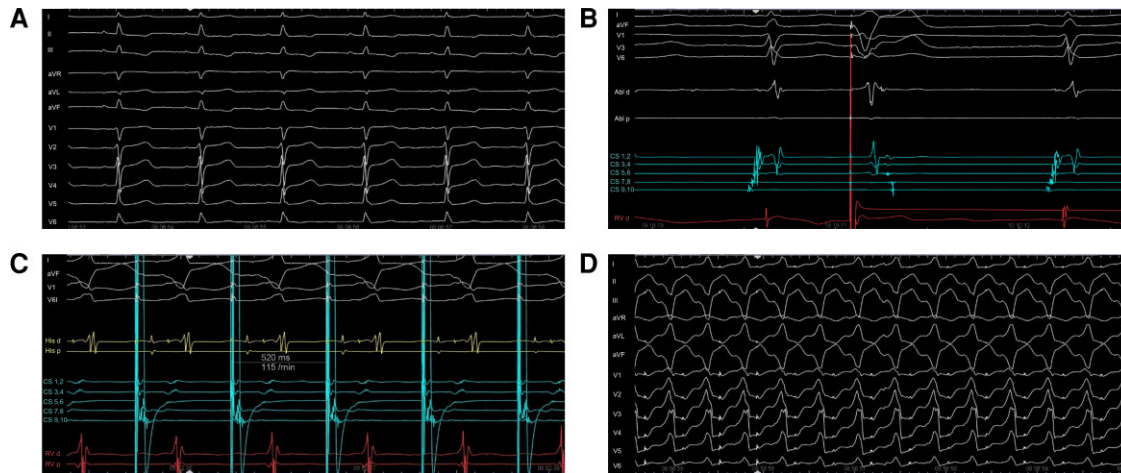 A
I
II
III
aVR
aVL
aVF
V1
V2
V3
V4
V5
V6
B
I
aVF
V1
V3
V6
Abl d
Abl p
CS 1,2
CS 3,4
CS 5,6
CS 7,8
CS 9,10
RV d
C
I
aVF
V1
V6I
His d
His p
520 ms
115 /min
CS 1,2
CS 3,4
CS 5,6
CS 7,8
CS 9,10
RV d
RV p
D
I
II
III
aVR
aVL
aVF
V1
V2
V3
V4
V5
V6